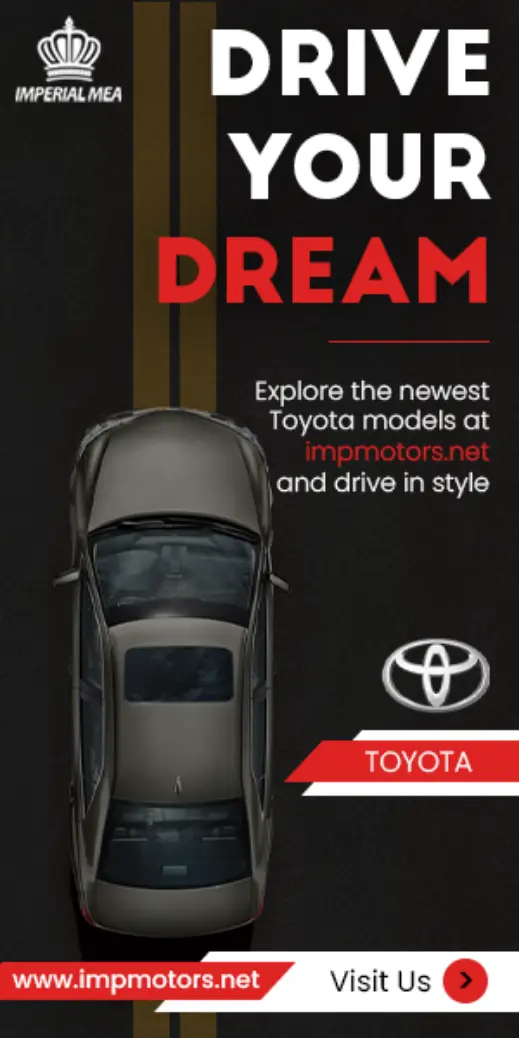 IMPERIAL MEA
DRIVE
YOUR
DREAM
Explore the newest
Toyota models at
impmotors.net
and drive in style
TOYOTA
www.impmotors.net
Visit Us